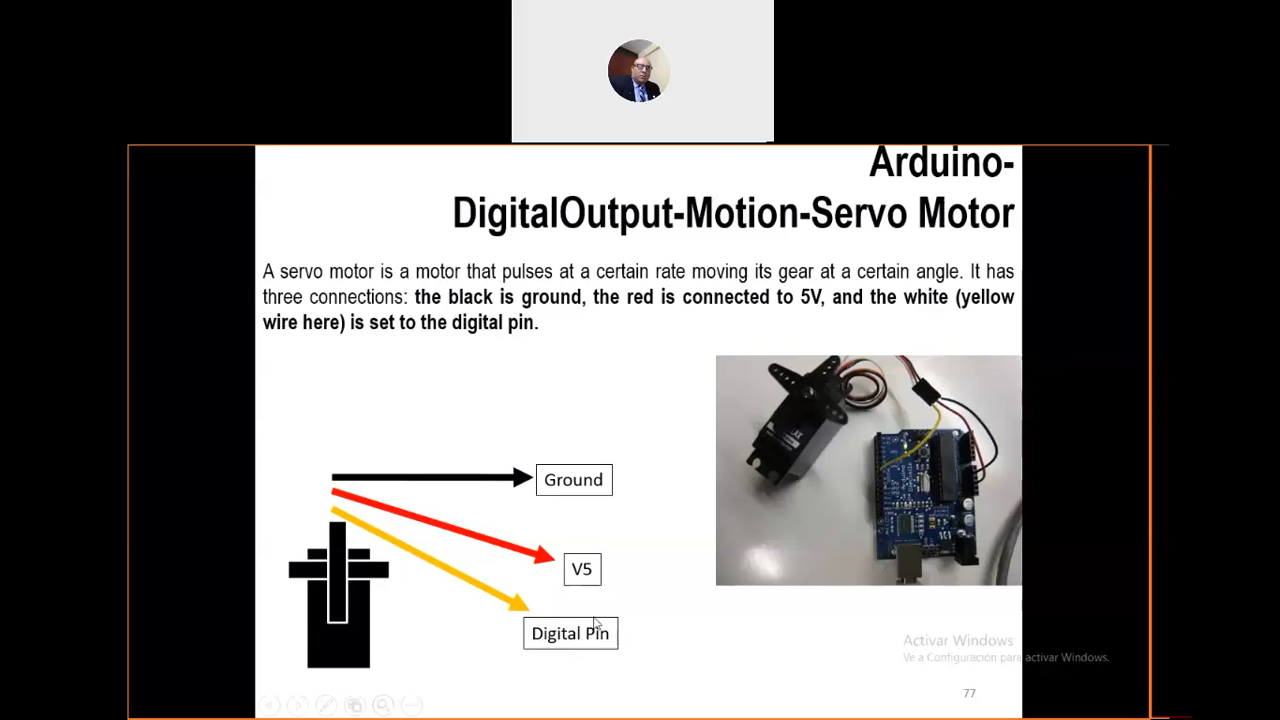 Arduino-
DigitalOutput-Motion-Servo Motor
A servo motor is a motor that pulses at a certain rate moving its gear at a certain angle. It has
three connections: the black is ground, the red is connected to 5V, and the white (yellow
wire here) is set to the digital pin.
Ground
V5
Digital Pin
Activar Windows
Ve a Configuración para activar Windows.
77